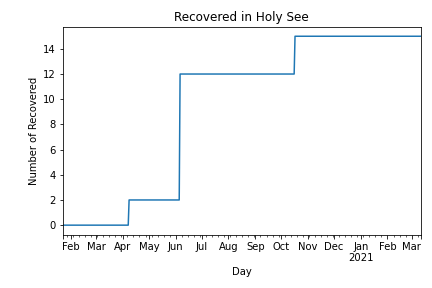 Recovered in Holy See
Number of Recovered
14
12
10
8
6
4
2
0
Feb Mar Apr May Jun Jul Aug Sep Oct Nov Dec Jan Feb Mar
2021
Day